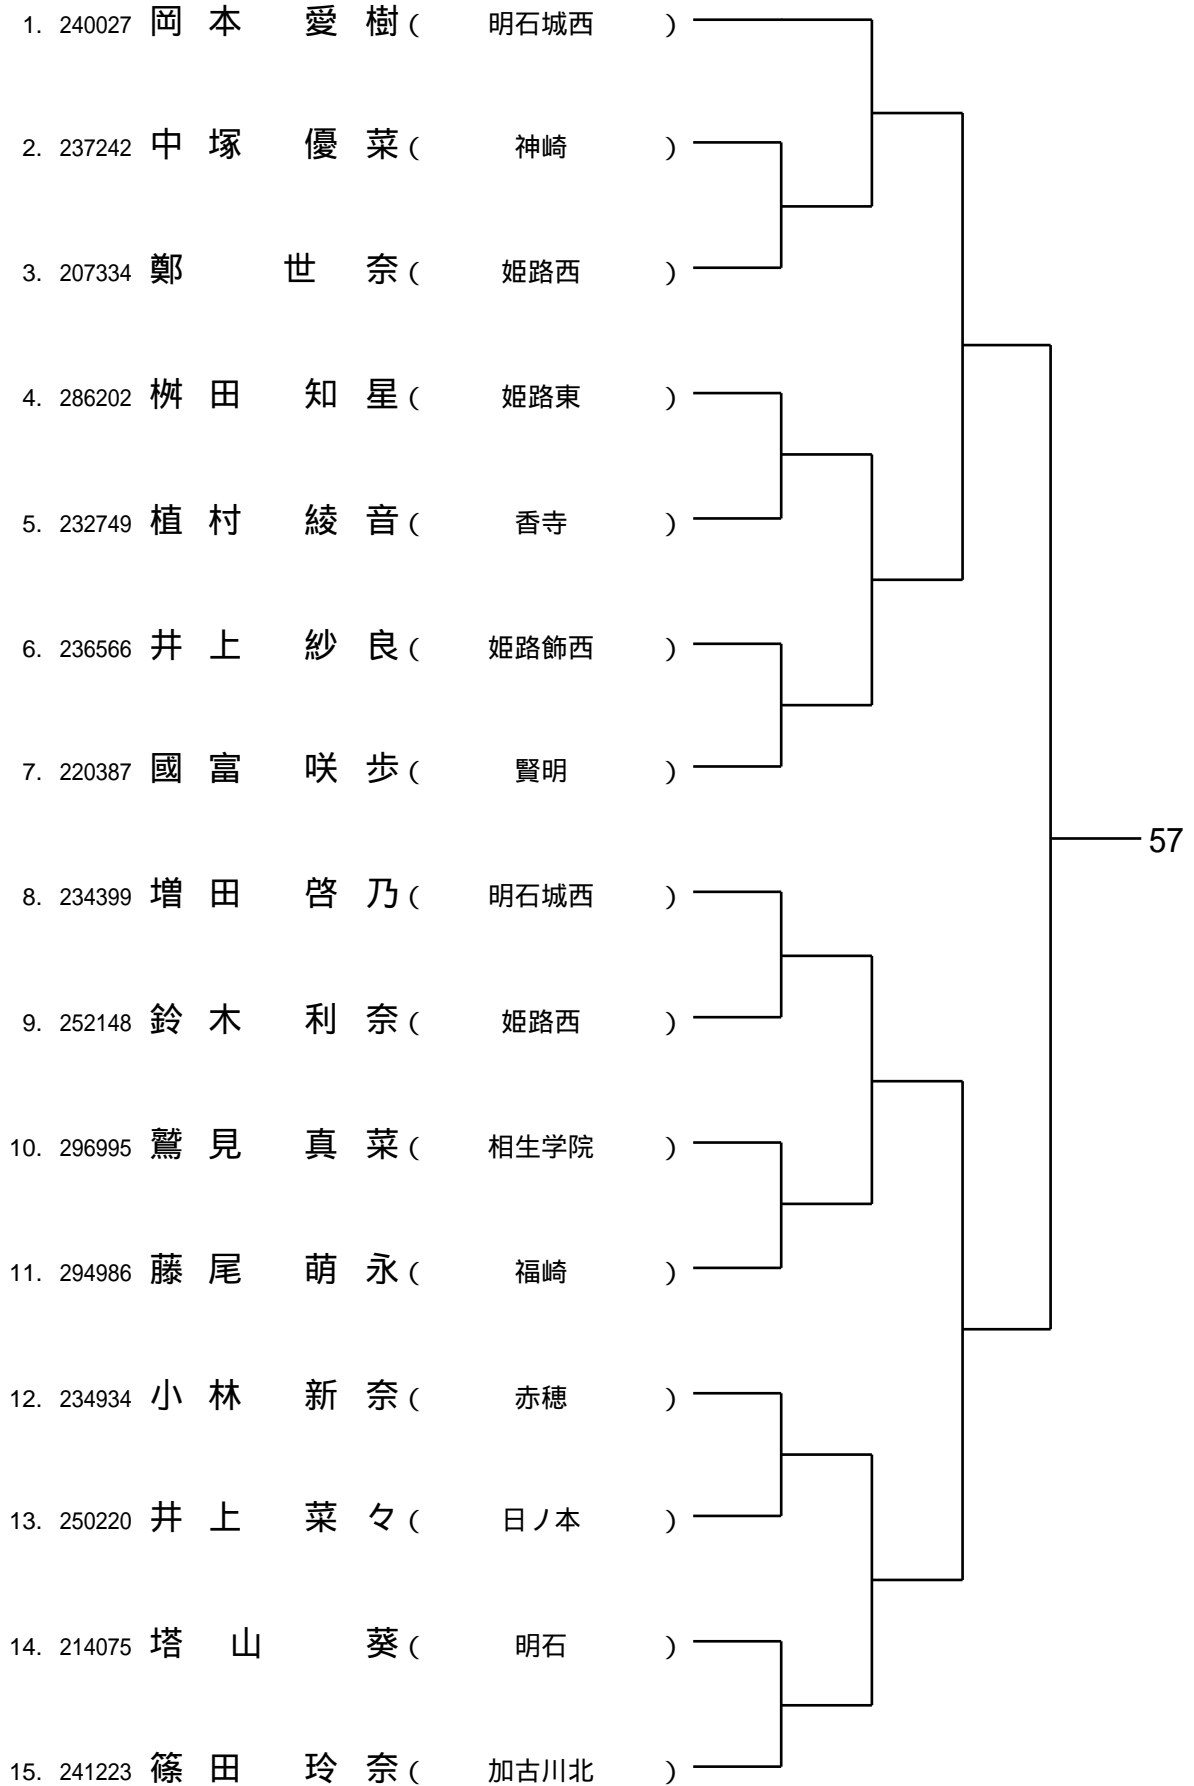 1. 240027 岡本 愛樹 ( 明石城西 )
2. 237242 中塚 優菜 ( 神崎 )
3. 207334 鄭 世奈 ( 姫路西 )
4. 286202 桝田 知星 ( 姫路東 )
5. 232749 植村 綾音 ( 香寺 )
6. 236566 井上 紗良 ( 姫路飾西 )
7. 220387 國富 咲歩 ( 賢明 )
57
8. 234399 増田 啓乃 ( 明石城西 )
9. 252148 鈴木 利奈 ( 姫路西 )
10. 296995 鷲見 真菜 ( 相生学院 )
11. 294986 藤尾 萌永 ( 福崎 )
12. 234934 小林 新奈 ( 赤穂 )
13. 250220 井上 菜々 ( 日ノ本 )
14. 214075 塔山 葵 ( 明石 )
15. 241223 篠田 玲奈 ( 加古川北 )